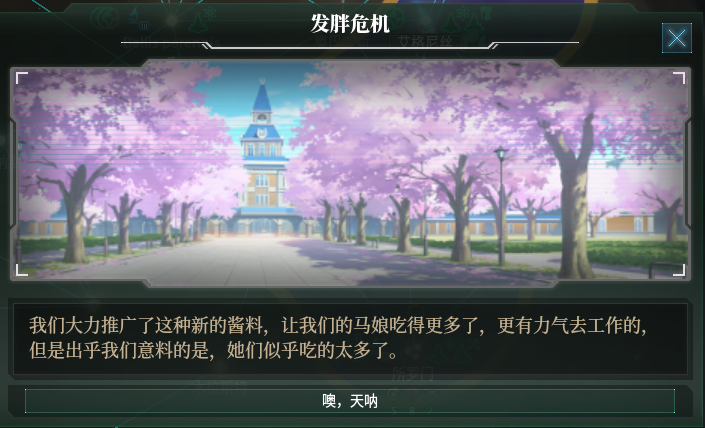 发胖危机
我们大力推广了这种新的酱料，让我们的马娘吃得更多了，更有力气去工作的，
但是出乎我们意料的是，她们似乎吃的太多了。
噢，天呐